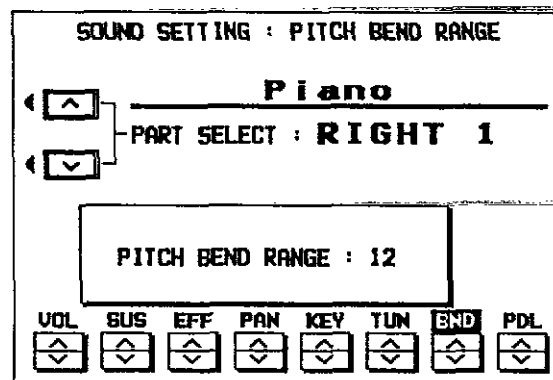 SOUND SETTING : PITCH BEND RANGE
Piano
PART SELECT : RIGHT 1
PITCH BEND RANGE : 12
VOL SUS EFF PAN KEY TUN BND PDL